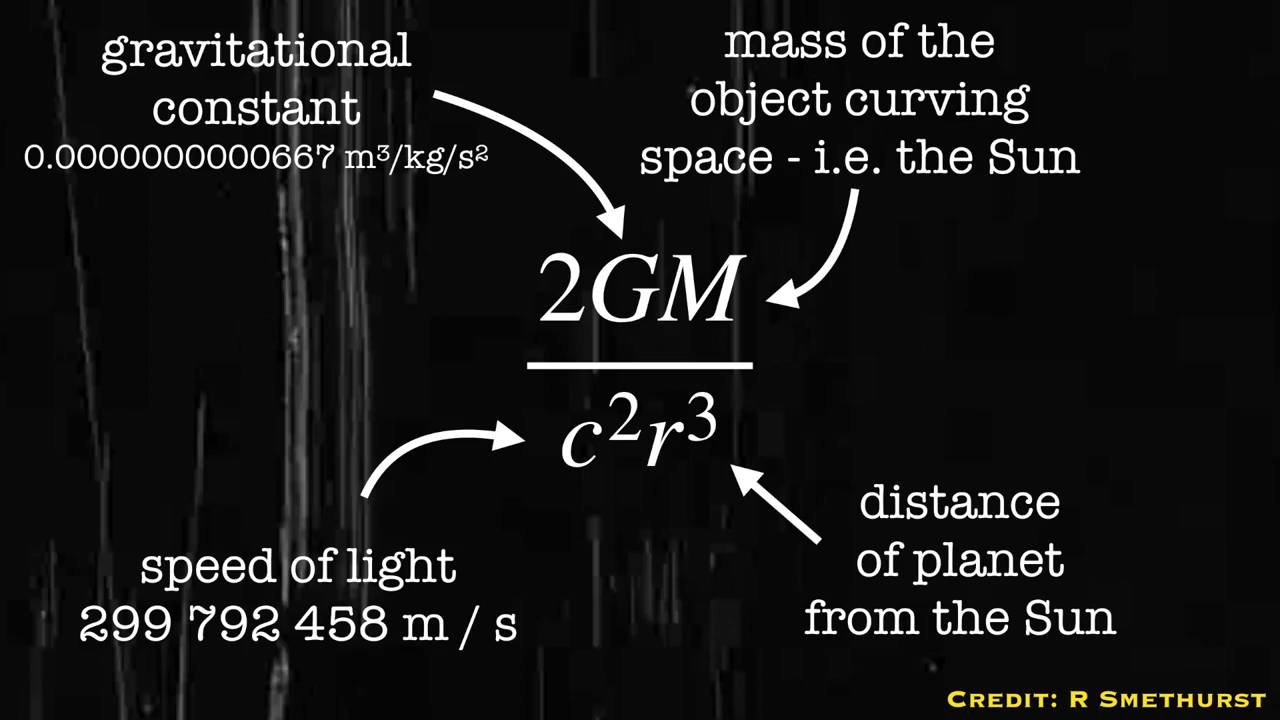 gravitational
constant
0.0000000000667 m³/kg/s²
mass of the
object curving
space - i.e. the Sun
2GM
c²r³
speed of light
299 792 458 m / s
distance
of planet
from the Sun
Credit: R Smethurst